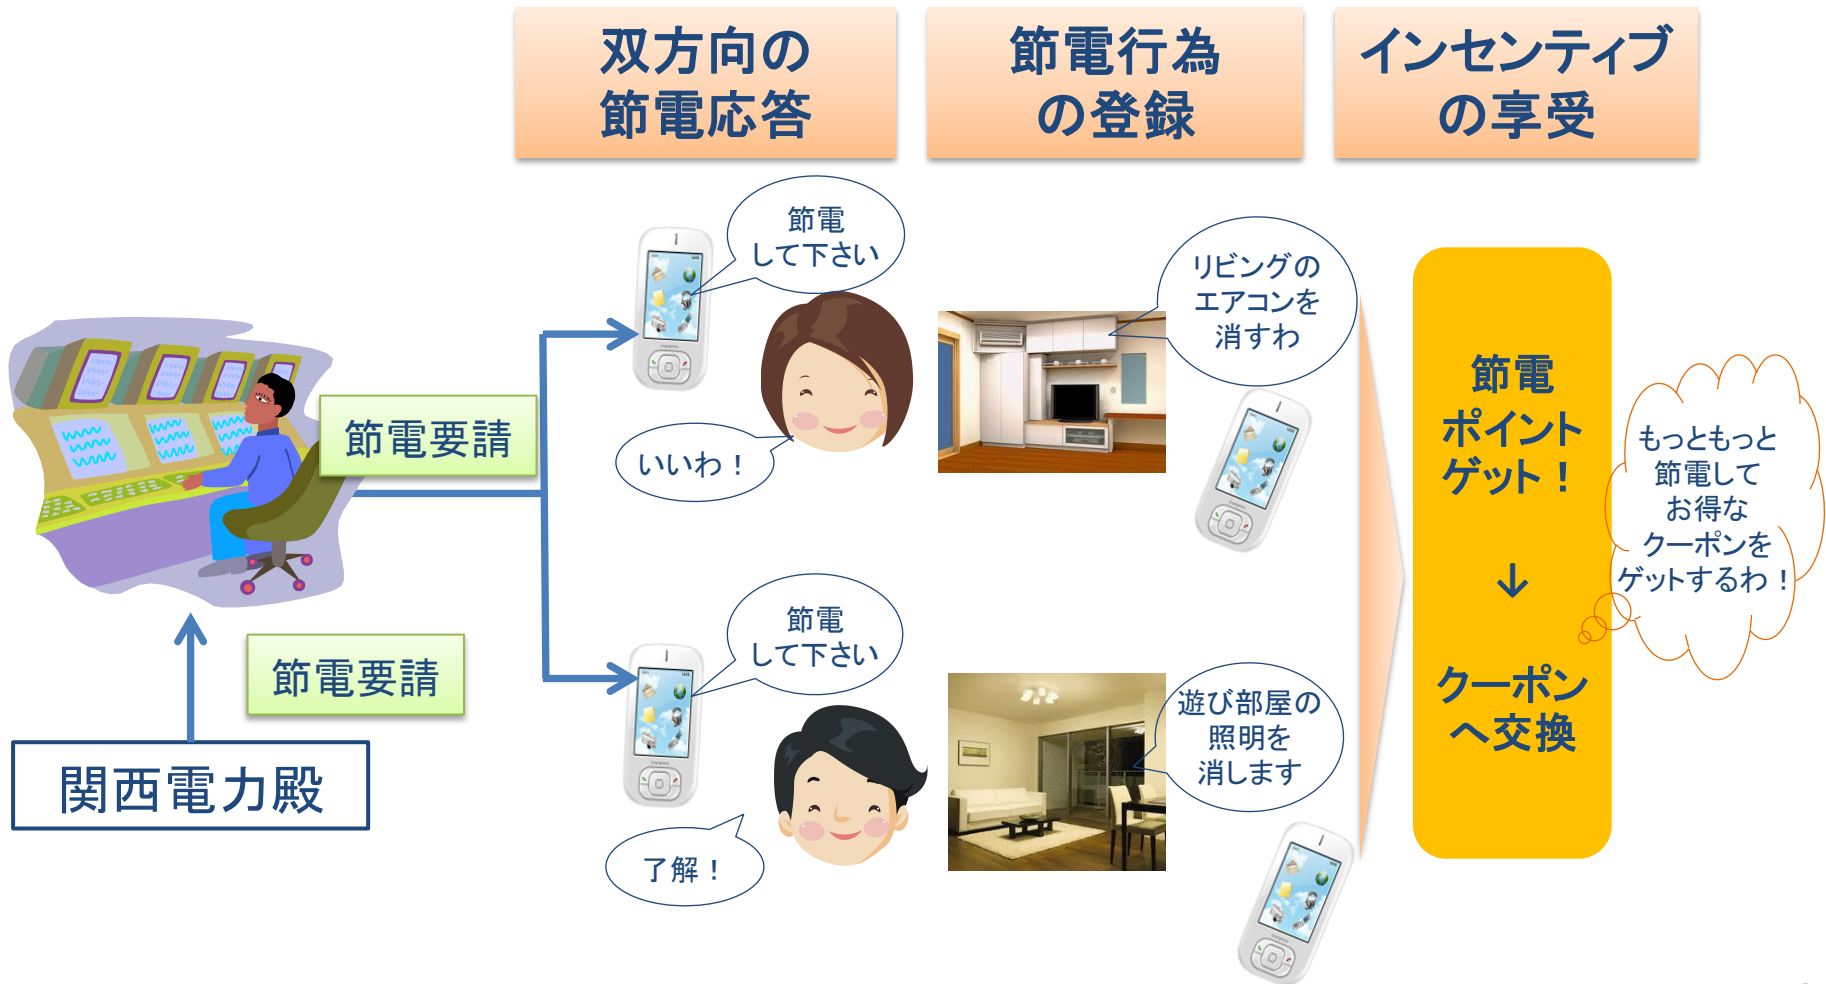 双方向の
節電応答
節電行為
の登録
インセンティブ
の享受
節電
して下さい
いいわ！
リビングの
エアコンを
消すわ
節電要請
節電要請
関西電力殿
節電
して下さい
了解！
遊び部屋の
照明を
消します
節電
ポイント
ゲット！
↓
クーポン
へ交換
もっともっと
節電して
お得な
クーポンを
ゲットするわ！